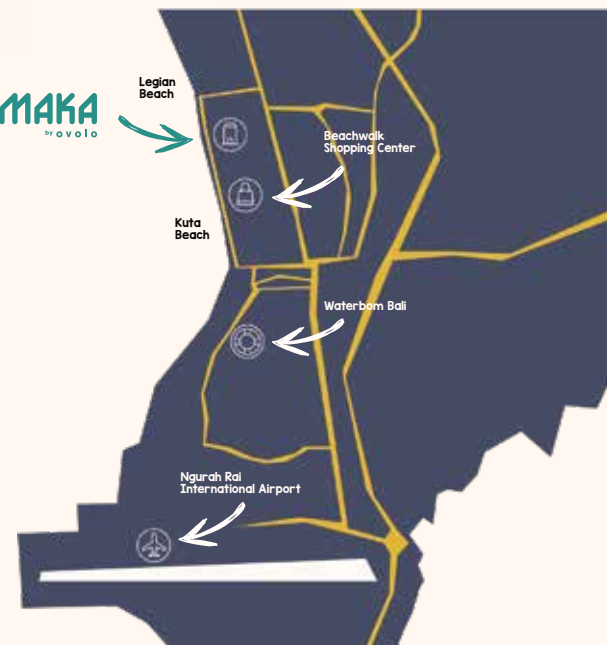 Legian
Beach
MAKA
by ovolo
Beachwalk
Shopping Center
Kuta
Beach
Waterbom Bali
Ngurah Rai
International Airport